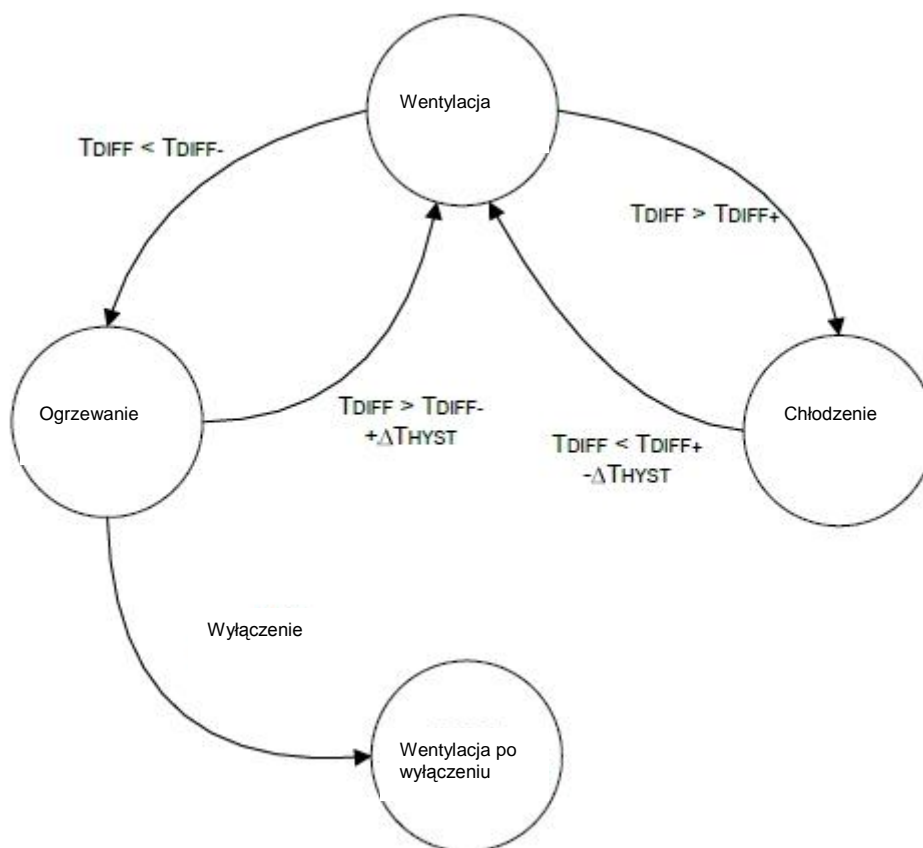 Wentylacja
TDIFF < TDIFF-
TDIFF > TDIFF+
Ogrzewanie
TDIFF > TDIFF-
+ΔTHYST
Chłodzenie
TDIFF < TDIFF+
-ΔTHYST
Wyłączenie
Wentylacja po
wyłączeniu